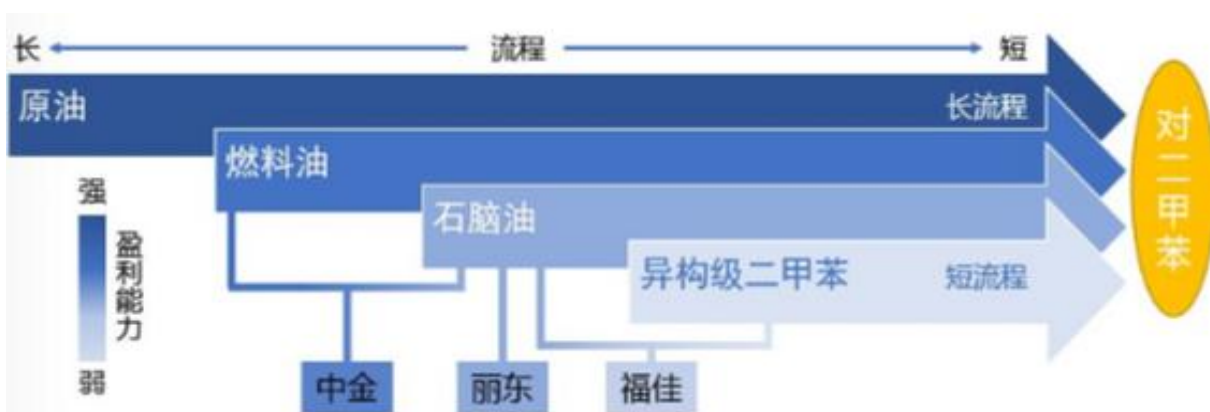 长 流程 短
原油 长流程
燃料油
石脑油
异构级二甲苯 短流程
对二甲苯
强
盈利能力
弱
中金 丽东 福佳